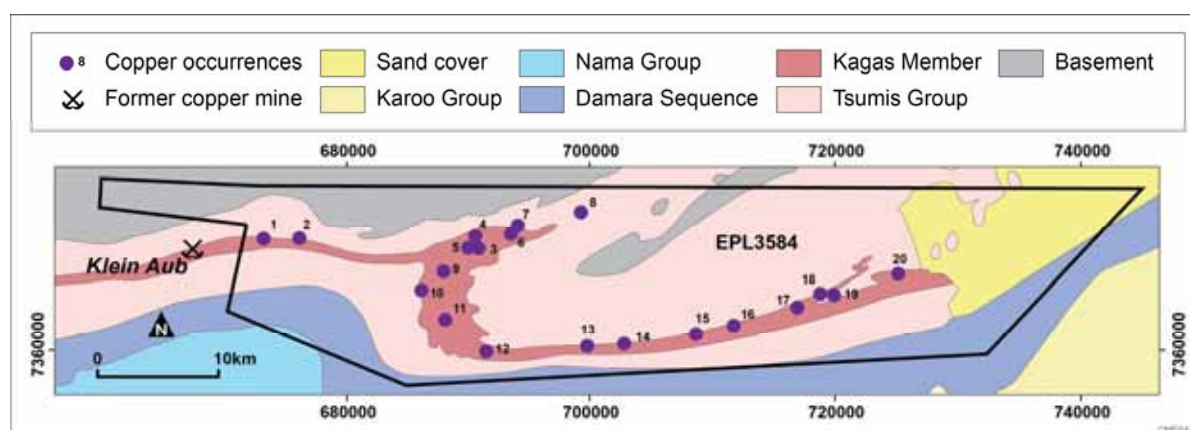 8 Copper occurrences Sand cover Nama Group Kagas Member Basement
Former copper mine Karoo Group Damara Sequence Tsumis Group
680000 700000 720000 740000
1 2 4 7 8
5 3 6
EPL3584
Klein Aub
9
10
20
18 19
17
11
15 16
13 14
12
N
0 10km
7360000 7360000
680000 700000 720000 740000